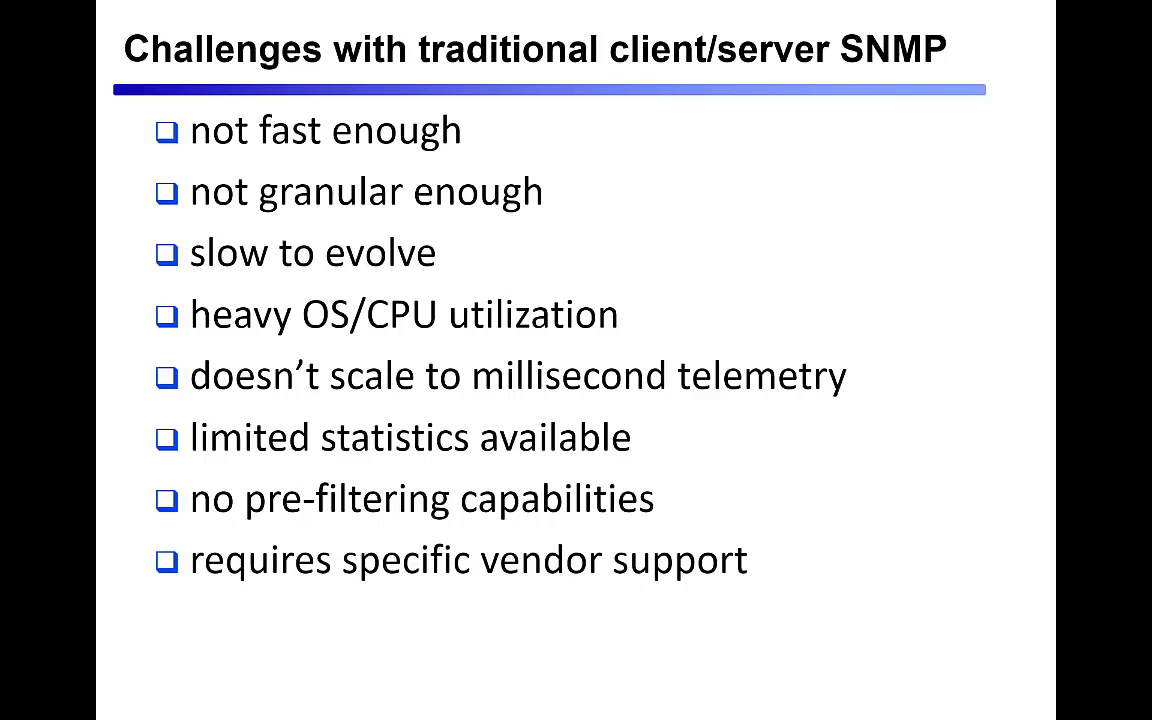 Challenges with traditional client/server SNMP
not fast enough
not granular enough
slow to evolve
heavy OS/CPU utilization
doesn’t scale to millisecond telemetry
limited statistics available
no pre-filtering capabilities
requires specific vendor support